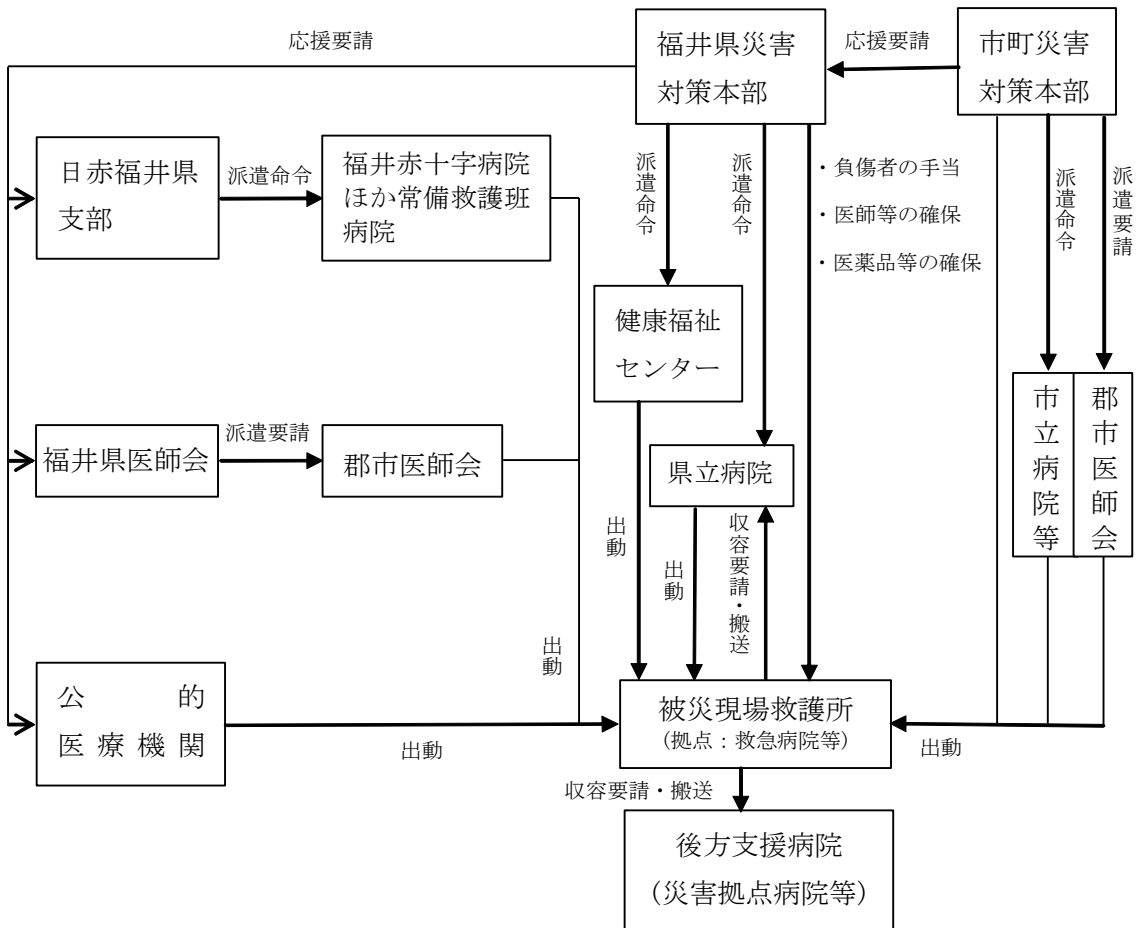 応援要請
福井県災害
対策本部
応援要請
市町災害
対策本部
日赤福井県
支部
派遣命令
福井赤十字病院
ほか常備救護班
病院
派遣命令
派遣命令
・負傷者の手当
・医師等の確保
・医薬品等の確保
派遣命令
派遣要請
健康福祉
センター
市立病院等
郡市医師会
福井県医師会
派遣要請
郡市医師会
県立病院
出動
出動
収容要請・搬送
出動
公的
医療機関
出動
被災現場救護所
(拠点：救急病院等)
出動
収容要請・搬送
後方支援病院
(災害拠点病院等)